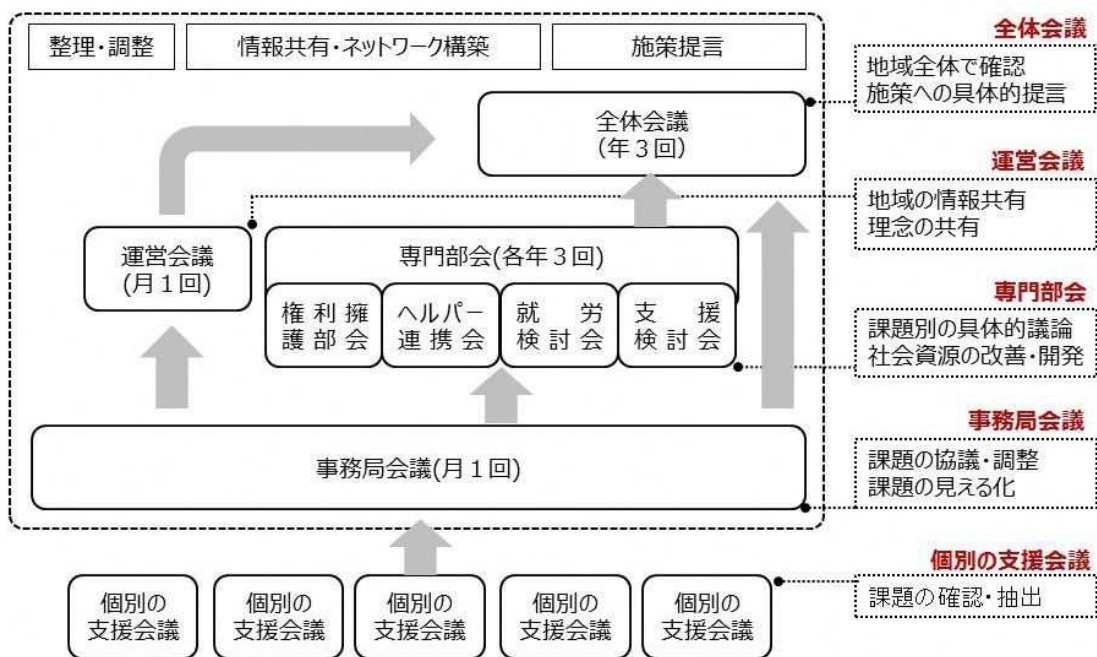 整理・調整
情報共有・ネットワーク構築
施策提言
全体会議
(年3回)
運営会議
(月1回)
専門部会(各年3回)
権利擁
護部会
ヘルパー
連携会
就労
検討会
支援
検討会
事務局会議(月1回)
個別の
支援会議
個別の
支援会議
個別の
支援会議
個別の
支援会議
個別の
支援会議
全体会議
地域全体で確認
施策への具体的提言
運営会議
地域の情報共有
理念の共有
専門部会
課題別の具体的議論
社会資源の改善・開発
事務局会議
課題の協議・調整
課題の見える化
個別の支援会議
課題の確認・抽出